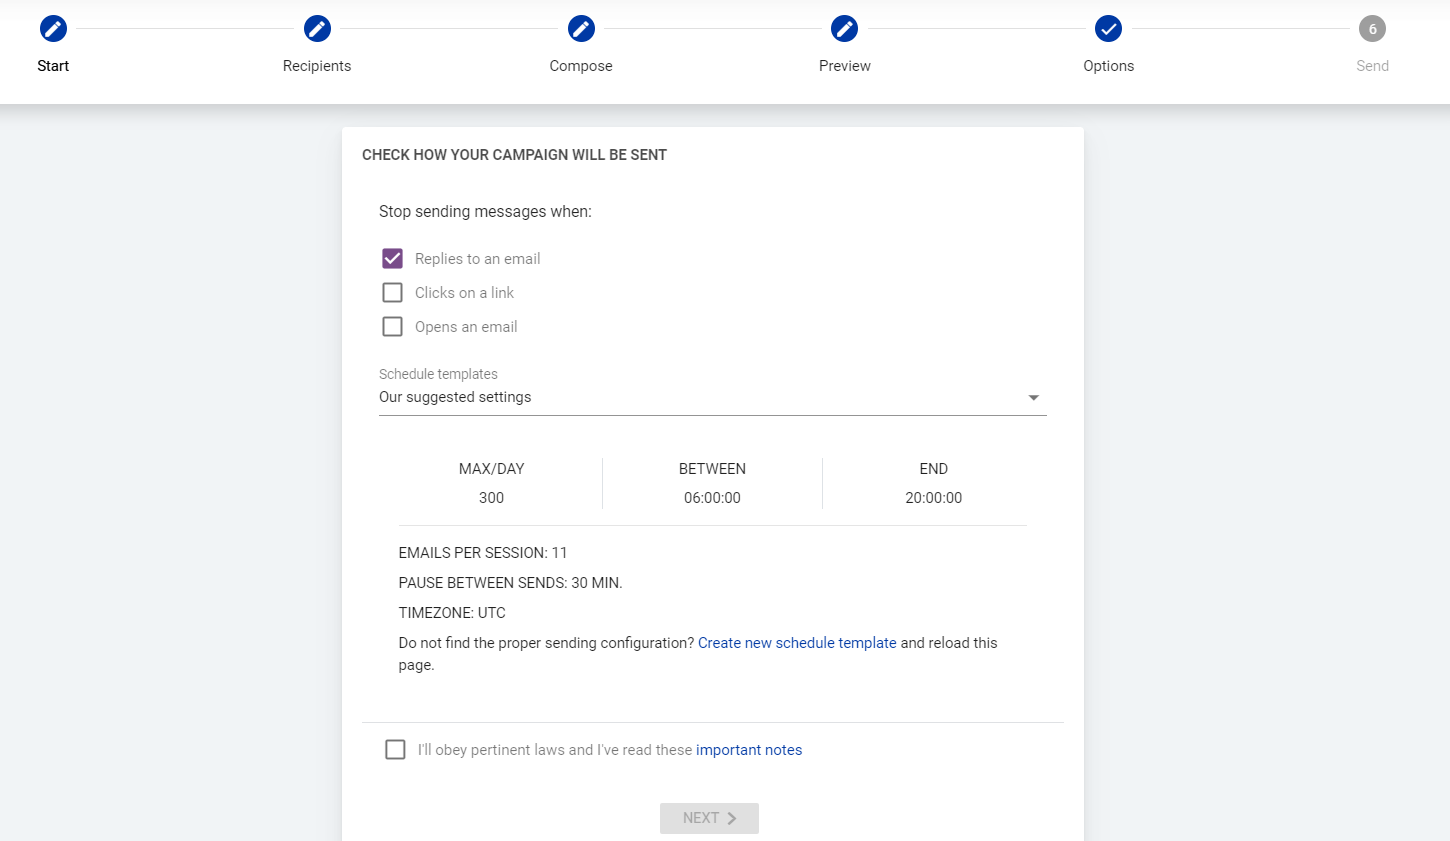 Start
Recipients
Compose
Preview
Options
6
Send
CHECK HOW YOUR CAMPAIGN WILL BE SENT
Stop sending messages when:
Replies to an email
Clicks on a link
Opens an email
Schedule templates
Our suggested settings
MAX/DAY
300
BETWEEN
06:00:00
END
20:00:00
EMAILS PER SESSION: 11
PAUSE BETWEEN SENDS: 30 MIN.
TIMEZONE: UTC
Do not find the proper sending configuration? Create new schedule template and reload this
page.
I'll obey pertinent laws and I've read these important notes
NEXT